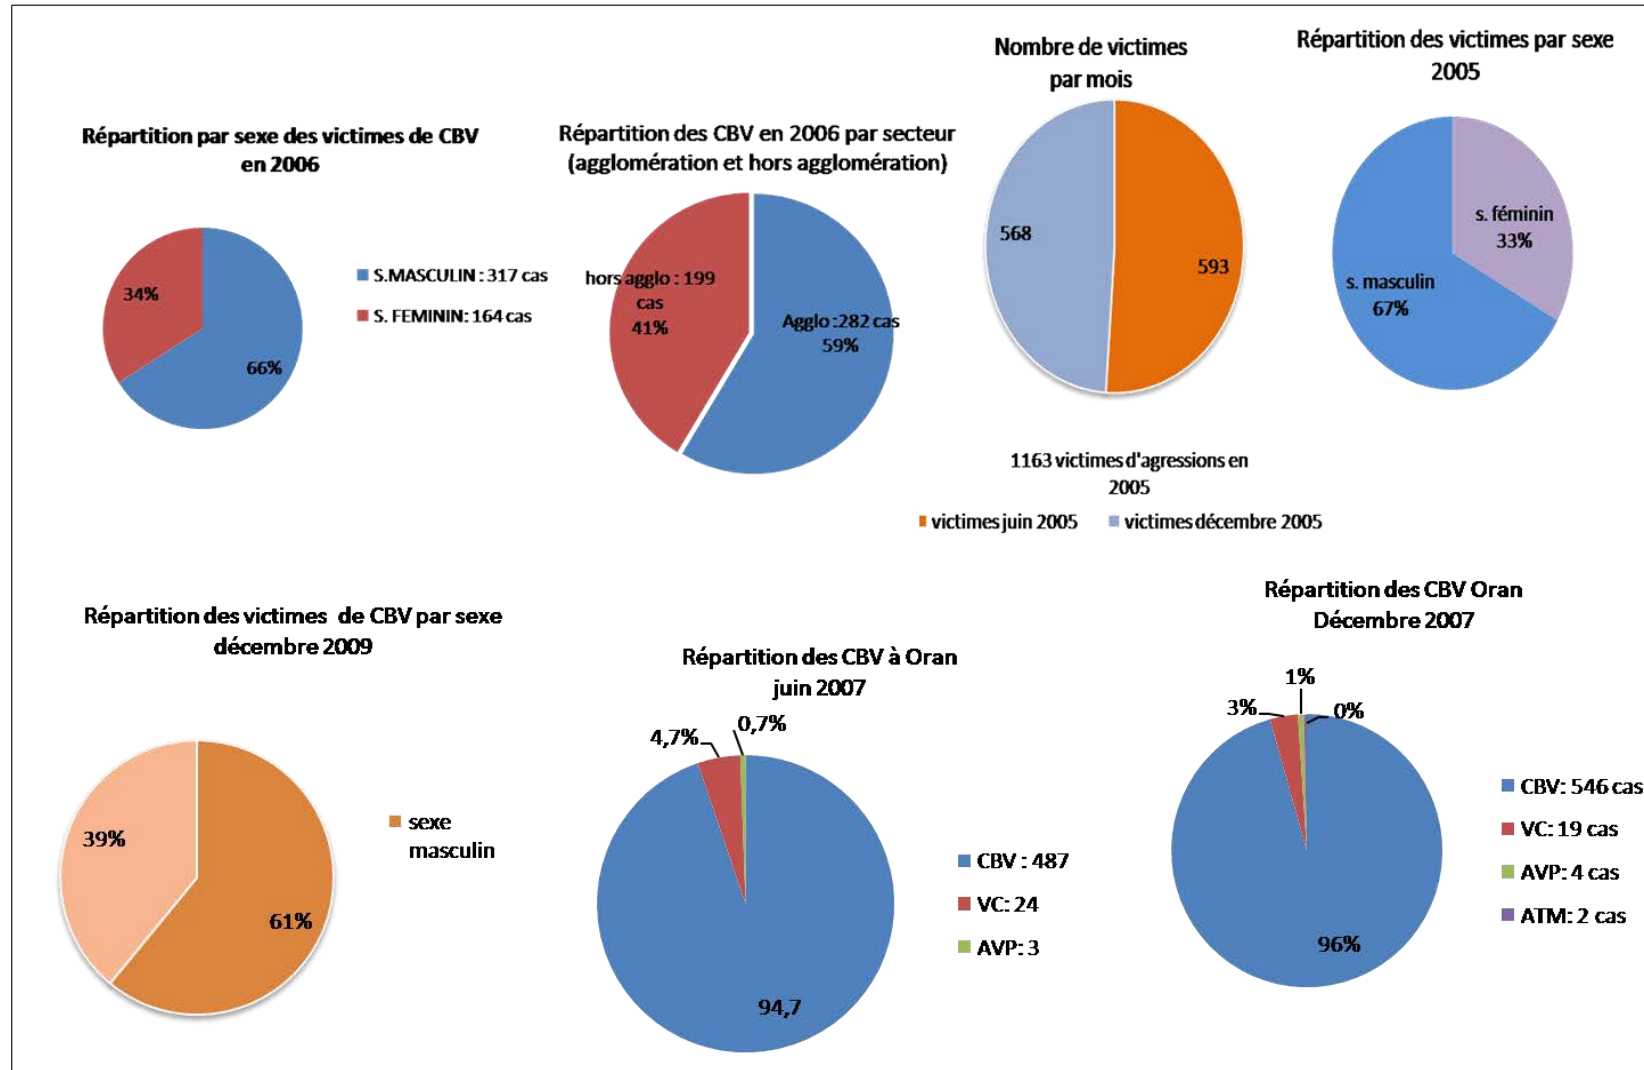 Répartition par sexe des victimes de CBV
en 2006
34%
66%
S.MASCULIN : 317 cas
S. FEMININ: 164 cas
Répartition des CBV en 2006 par secteur
(agglomération et hors agglomération)
hors agglo : 199
cas
41%
Agglo :282 cas
59%
Nombre de victimes
par mois
568
593
1163 victimes d'agressions en
2005
victimes juin 2005
victimes décembre 2005
Répartition des victimes par sexe
2005
s. féminin
33%
s. masculin
67%
Répartition des victimes de CBV par sexe
décembre 2009
39%
61%
sexe
masculin
Répartition des CBV à Oran
juin 2007
4,7%
0,7%
94,7
CBV : 487
VC: 24
AVP: 3
Répartition des CBV Oran
Décembre 2007
1%
3%
0%
96%
CBV: 546 cas
VC: 19 cas
AVP: 4 cas
ATM: 2 cas